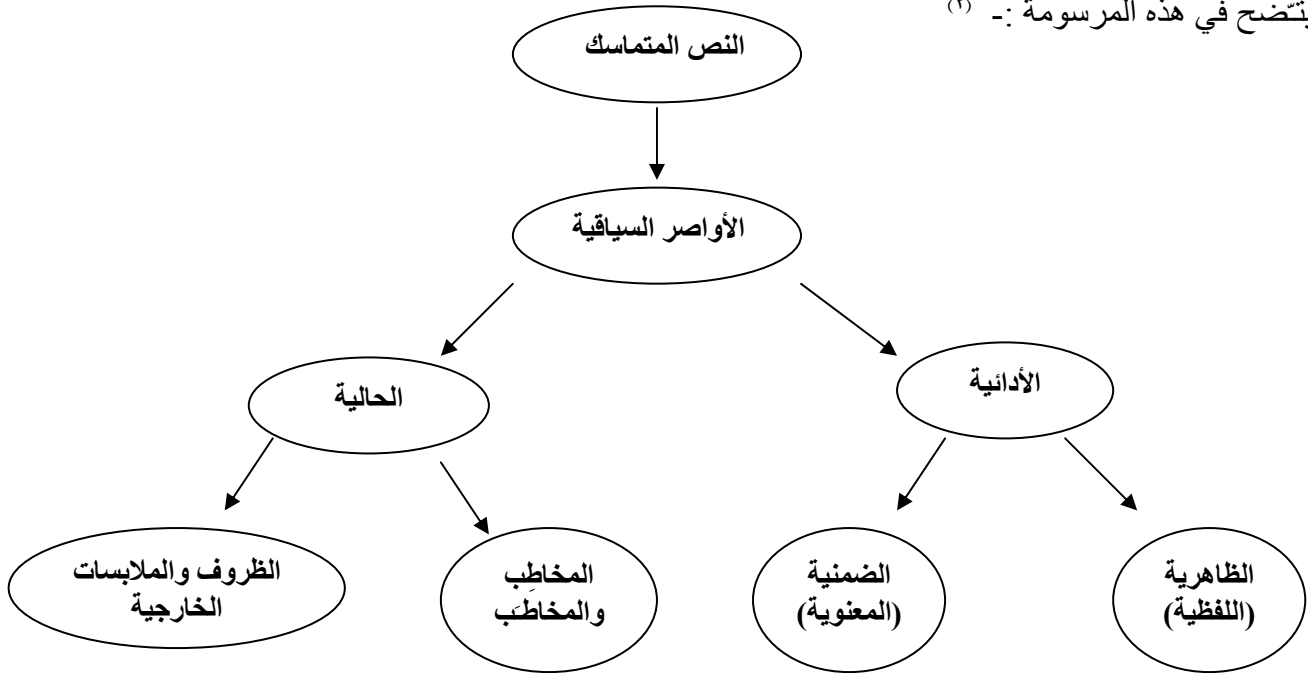 يتّضح في هذه المرسومة :- (٢)
النص المتماسك
الأواصر السياقية
الأدائية
الحالية
الظاهرية
(اللفظية)
الضمنية
(المعنوية)
المخاطِب
والمخاطَب
الظروف والملابسات
الخارجية